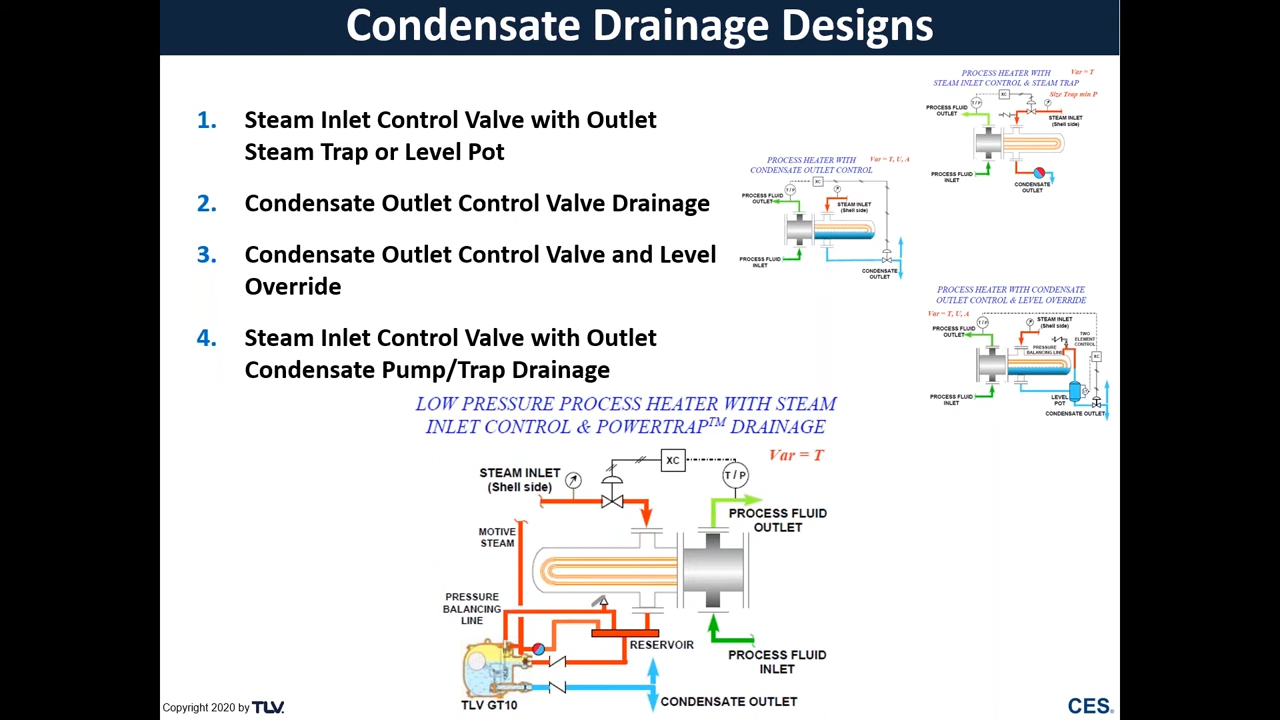 Condensate Drainage Designs
1. Steam Inlet Control Valve with Outlet
Steam Trap or Level Pot
2. Condensate Outlet Control Valve Drainage
3. Condensate Outlet Control Valve and Level
Override
4. Steam Inlet Control Valve with Outlet
Condensate Pump/Trap Drainage
PROCESS HEATER WITH
STEAM INLET CONTROL & STEAM TRAP
Var = T
Size Trap min P
XC
T / P
P
PROCESS FLUID
OUTLET
STEAM INLET
(Shell side)
PROCESS FLUID
INLET
CONDENSATE
OUTLET
PROCESS HEATER WITH
CONDENSATE OUTLET CONTROL
Var = T, U, A
XC
T / P
P
PROCESS FLUID
OUTLET
STEAM INLET
(Shell side)
PROCESS FLUID
INLET
CONDENSATE
OUTLET
PROCESS HEATER WITH CONDENSATE
OUTLET CONTROL & LEVEL OVERRIDE
Var = T, U, A
T / P
P
STEAM INLET
(Shell side)
PROCESS FLUID
OUTLET
TWO
ELEMENT
CONTROL
PRESSURE
BALANCING LINE
XC
PROCESS FLUID
INLET
LEVEL
POT
CONDENSATE OUTLET
LOW PRESSURE PROCESS HEATER WITH STEAM
INLET CONTROL & POWERTRAP™ DRAINAGE
Var = T
XC
T / P
STEAM INLET
(Shell side)
PROCESS FLUID
OUTLET
MOTIVE
STEAM
PRESSURE
BALANCING
LINE
RESERVOIR
PROCESS FLUID
INLET
CONDENSATE OUTLET
TLV GT10
Copyright 2020 by TLV.
CES®